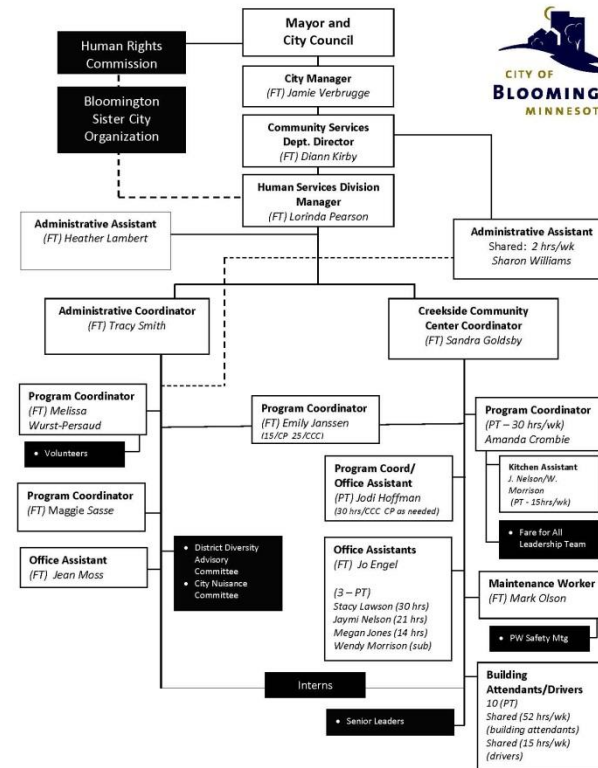 Mayor and
City Council
Human Rights
Commission
CITY OF
BLOOMING
MINNESOT
City Manager
(FT) Jamie Verbrugge
Bloomington
Sister City
Organization
Community Services
Dept. Director
(FT) Diann Kirby
Human Services Division
Manager
(FT) Lorinda Pearson
Administrative Assistant
(FT) Heather Lambert
Administrative Assistant
Shared: 2 hrs/wk
Sharon Williams
Administrative Coordinator
(FT) Tracy Smith
Creekside Community
Center Coordinator
(FT) Sandra Goldsby
Program Coordinator
(FT) Melissa
Wurst-Persaud
• Volunteers
Program Coordinator
(FT) Emily Janssen
(15/CP 25/CCC)
Program Coordinator
(PT – 30 hrs/wk)
Amanda Crombie
Kitchen Assistant
J. Nelson/W.
Morrison
(PT - 15hrs/wk)
• Fare for All
Leadership Team
Program Coord/
Office Assistant
(PT) Jodi Hoffman
(30 hrs/CCC CP as needed)
Program Coordinator
(FT) Maggie Sasse
Office Assistant
(FT) Jean Moss
• District Diversity
Advisory
Committee
• City Nuisance
Committee
Office Assistants
(FT) Jo Engel
(3 – PT)
Stacy Lawson (30 hrs)
Jaymi Nelson (21 hrs)
Megan Jones (14 hrs)
Wendy Morrison (sub)
Maintenance Worker
(FT) Mark Olson
• PW Safety Mtg
Interns
• Senior Leaders
Building
Attendants/Drivers
10 (PT)
Shared (52 hrs/wk)
(building attendants)
Shared (15 hrs/wk)
(drivers)